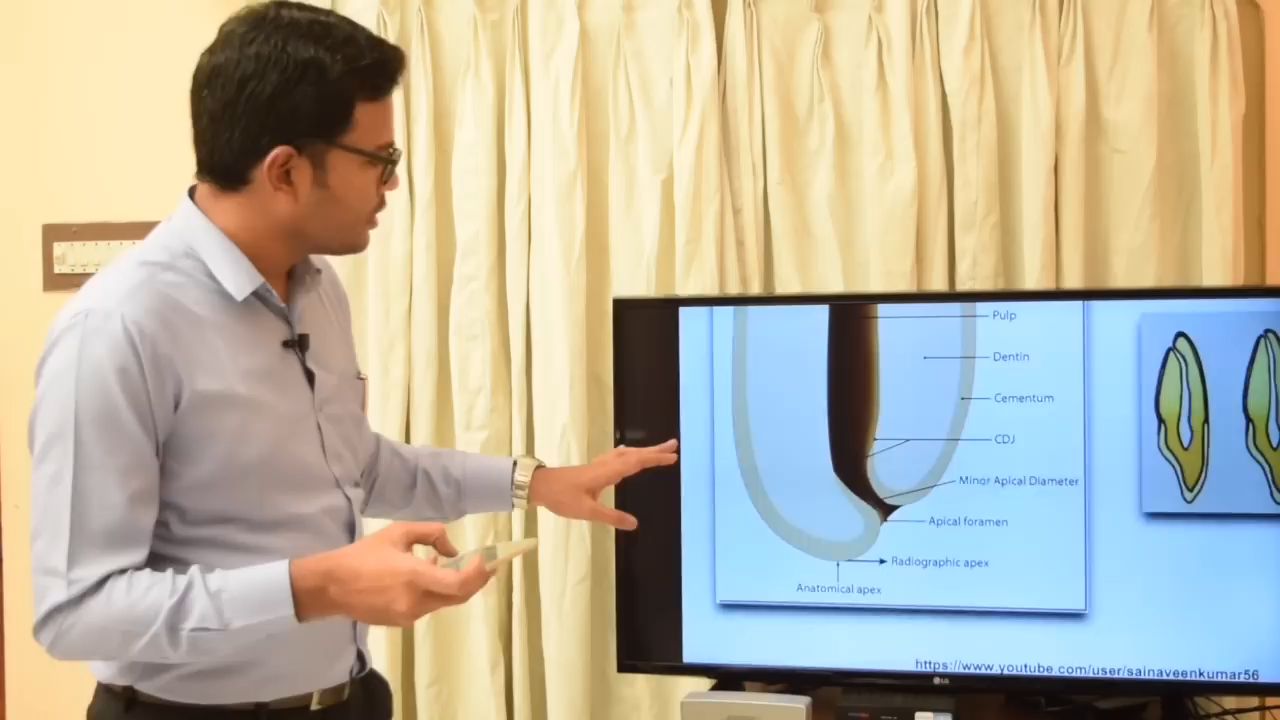 Pulp
Dentin
Cementum
CDJ
Minor Apical Diameter
Apical foramen
Radiographic apex
Anatomical apex
https://www.youtube.com/user/sainaveenkumar56
LG